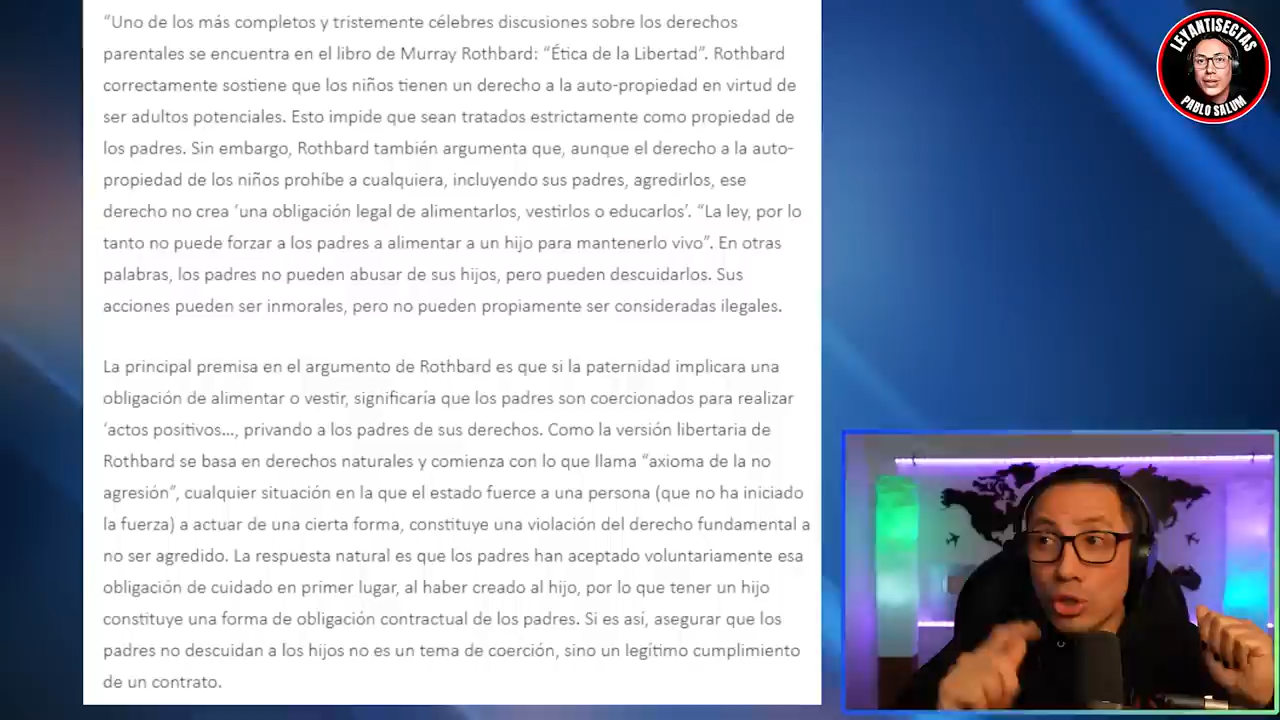 “Uno de los más completos y tristemente célebres discusiones sobre los derechos
parentales se encuentra en el libro de Murray Rothbard: “Ética de la Libertad”. Rothbard
correctamente sostiene que los niños tienen un derecho a la auto-propiedad en virtud de
ser adultos potenciales. Esto impide que sean tratados estrictamente como propiedad de
los padres. Sin embargo, Rothbard también argumenta que, aunque el derecho a la auto-
propiedad de los niños prohíbe a cualquiera, incluyendo sus padres, agredirlos, ese
derecho no crea ‘una obligación legal de alimentarlos, vestirlos o educarlos’. “La ley, por lo
tanto no puede forzar a los padres a alimentar a un hijo para mantenerlo vivo”. En otras
palabras, los padres no pueden abusar de sus hijos, pero pueden descuidarlos. Sus
acciones pueden ser inmorales, pero no pueden propiamente ser consideradas ilegales.
La principal premisa en el argumento de Rothbard es que si la paternidad implicara una
obligación de alimentar o vestir, significaría que los padres son coercionados para realizar
‘actos positivos..., privando a los padres de sus derechos. Como la versión libertaria de
Rothbard se basa en derechos naturales y comienza con lo que llama “axioma de la no
agresión”, cualquier situación en la que el estado fuerce a una persona (que no ha iniciado
la fuerza) a actuar de una cierta forma, constituye una violación del derecho fundamental a
no ser agredido. La respuesta natural es que los padres han aceptado voluntariamente esa
obligación de cuidado en primer lugar, al haber creado al hijo, por lo que tener un hijo
constituye una forma de obligación contractual de los padres. Si es así, asegurar que los
padres no descuidan a los hijos no es un tema de coerción, sino un legítimo cumplimiento
de un contrato.
LEYANTISECTAS
PABLO SALUM